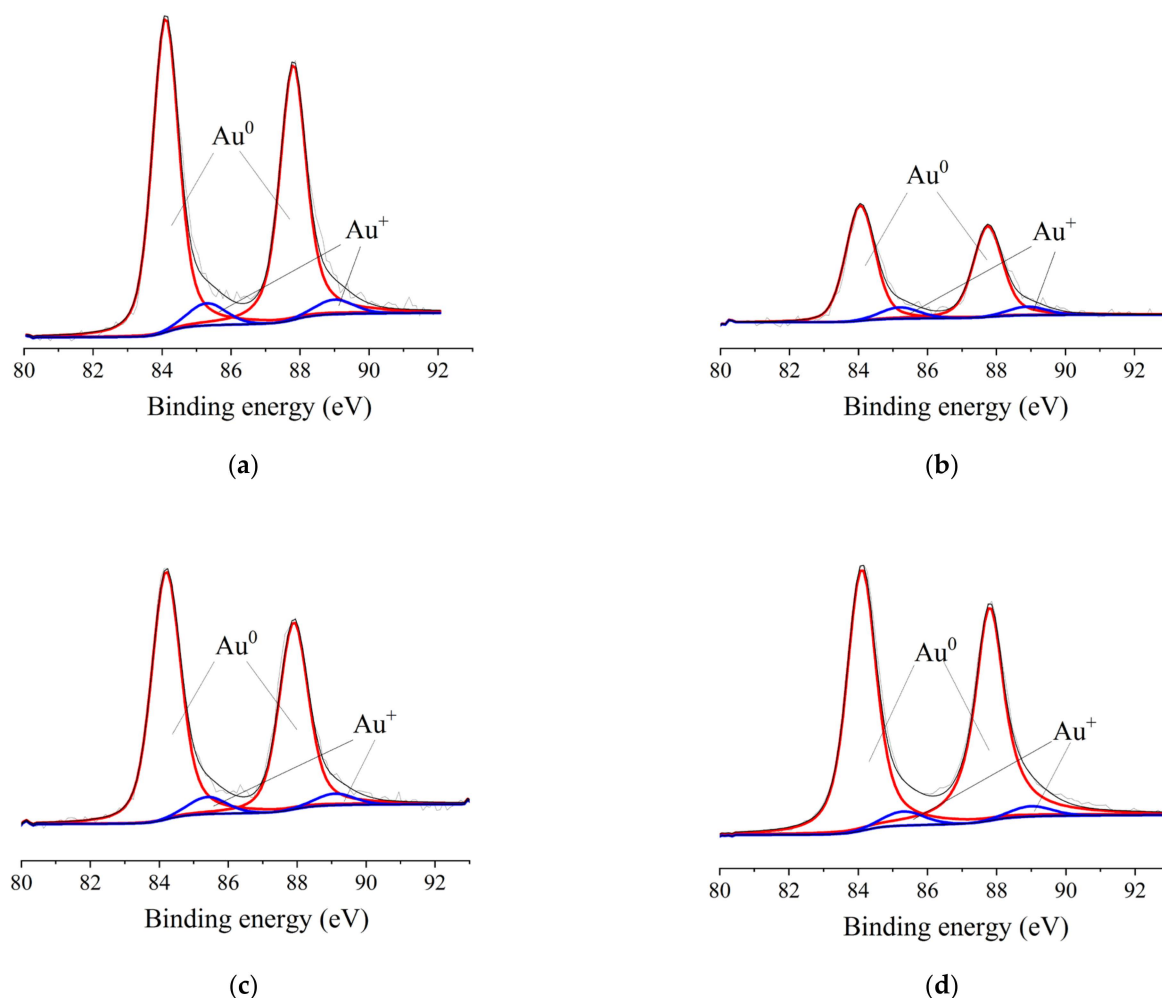 Au⁰
Au⁺
80 82 84 86 88 90 92
Binding energy (eV)
(a)
Au⁰
Au⁺
80 82 84 86 88 90 92
Binding energy (eV)
(b)
Au⁰
Au⁺
80 82 84 86 88 90 92
Binding energy (eV)
(c)
Au⁰
Au⁺
80 82 84 86 88 90 92
Binding energy (eV)
(d)